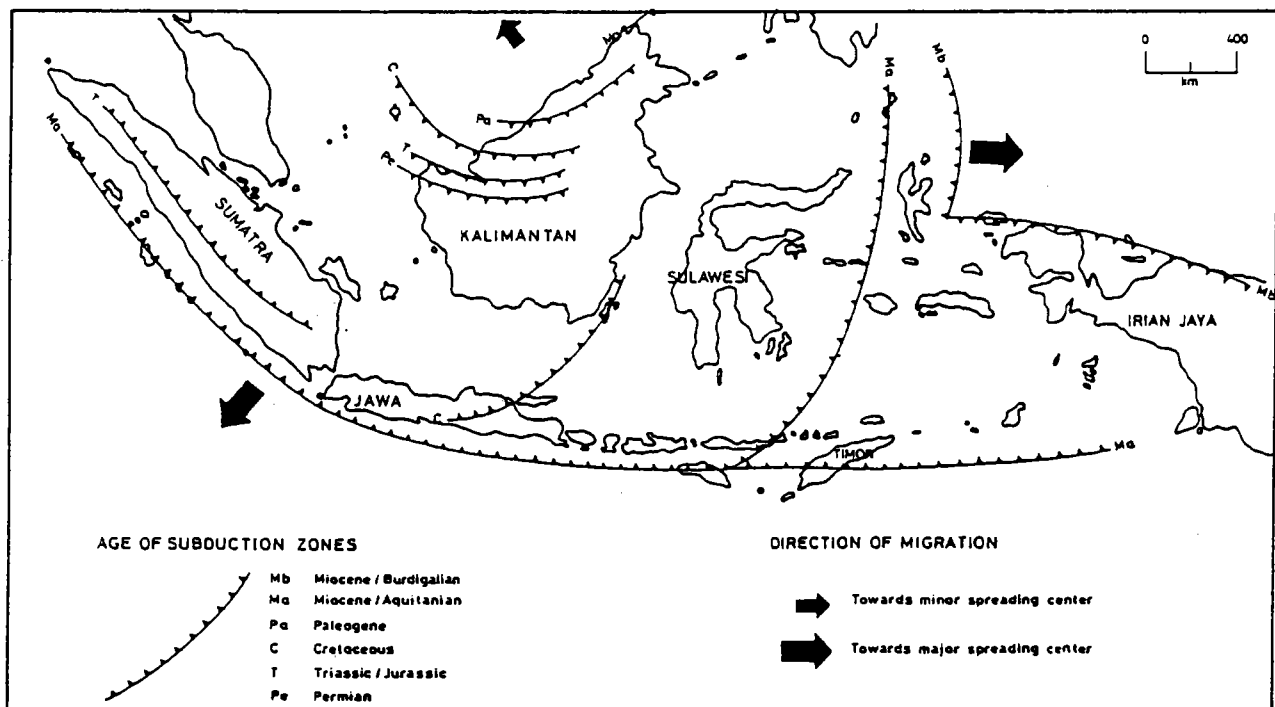 0 400
km
Mb
Mb
Ma
C
Pa
T
Pe
T
Ma
SUMATRA
KALIMANTAN
SULAWESI
IRIAN JAYA
Mb
JAWA
C
TIMOR
Ma
AGE OF SUBDUCTION ZONES
Mb Miocene / Burdigalian
Ma Miocene / Aquitanian
Pa Paleogene
C Cretaceous
T Triassic / Jurassic
Pe Permian
DIRECTION OF MIGRATION
Towards minor spreading center
Towards major spreading center